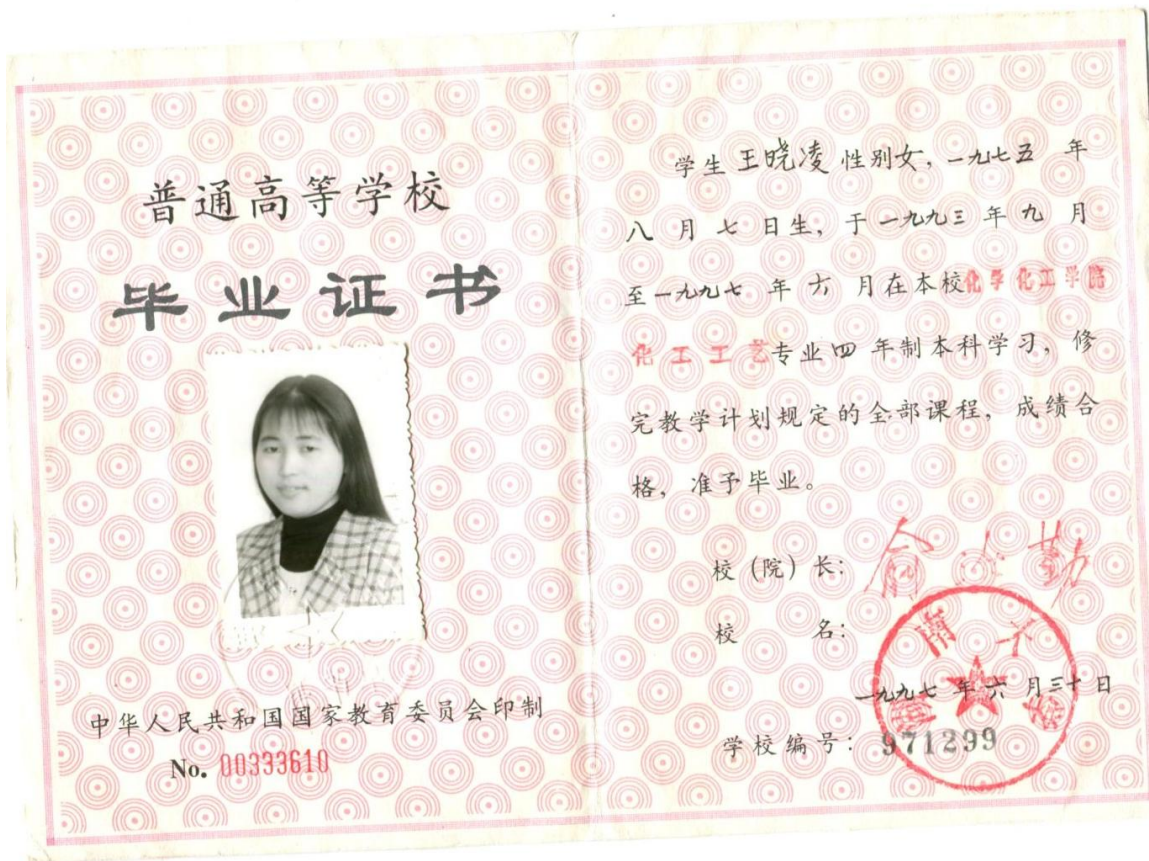 普通高等学校
毕业证书
中华人民共和国国家教育委员会印制
No. 00333610
学生 王晓凌 性别女，一九七五 年
八 月 七 日生，于 一九九三 年 九 月
至 一九九七 年 六 月在本校 化学化工学院
化工工艺 专业 四 年制本科学习，修
完教学计划规定的全部课程，成绩合
格，准予毕业。
校（院）长：
校 名：
一九九七 年 六 月 三十 日
学校编号：971299